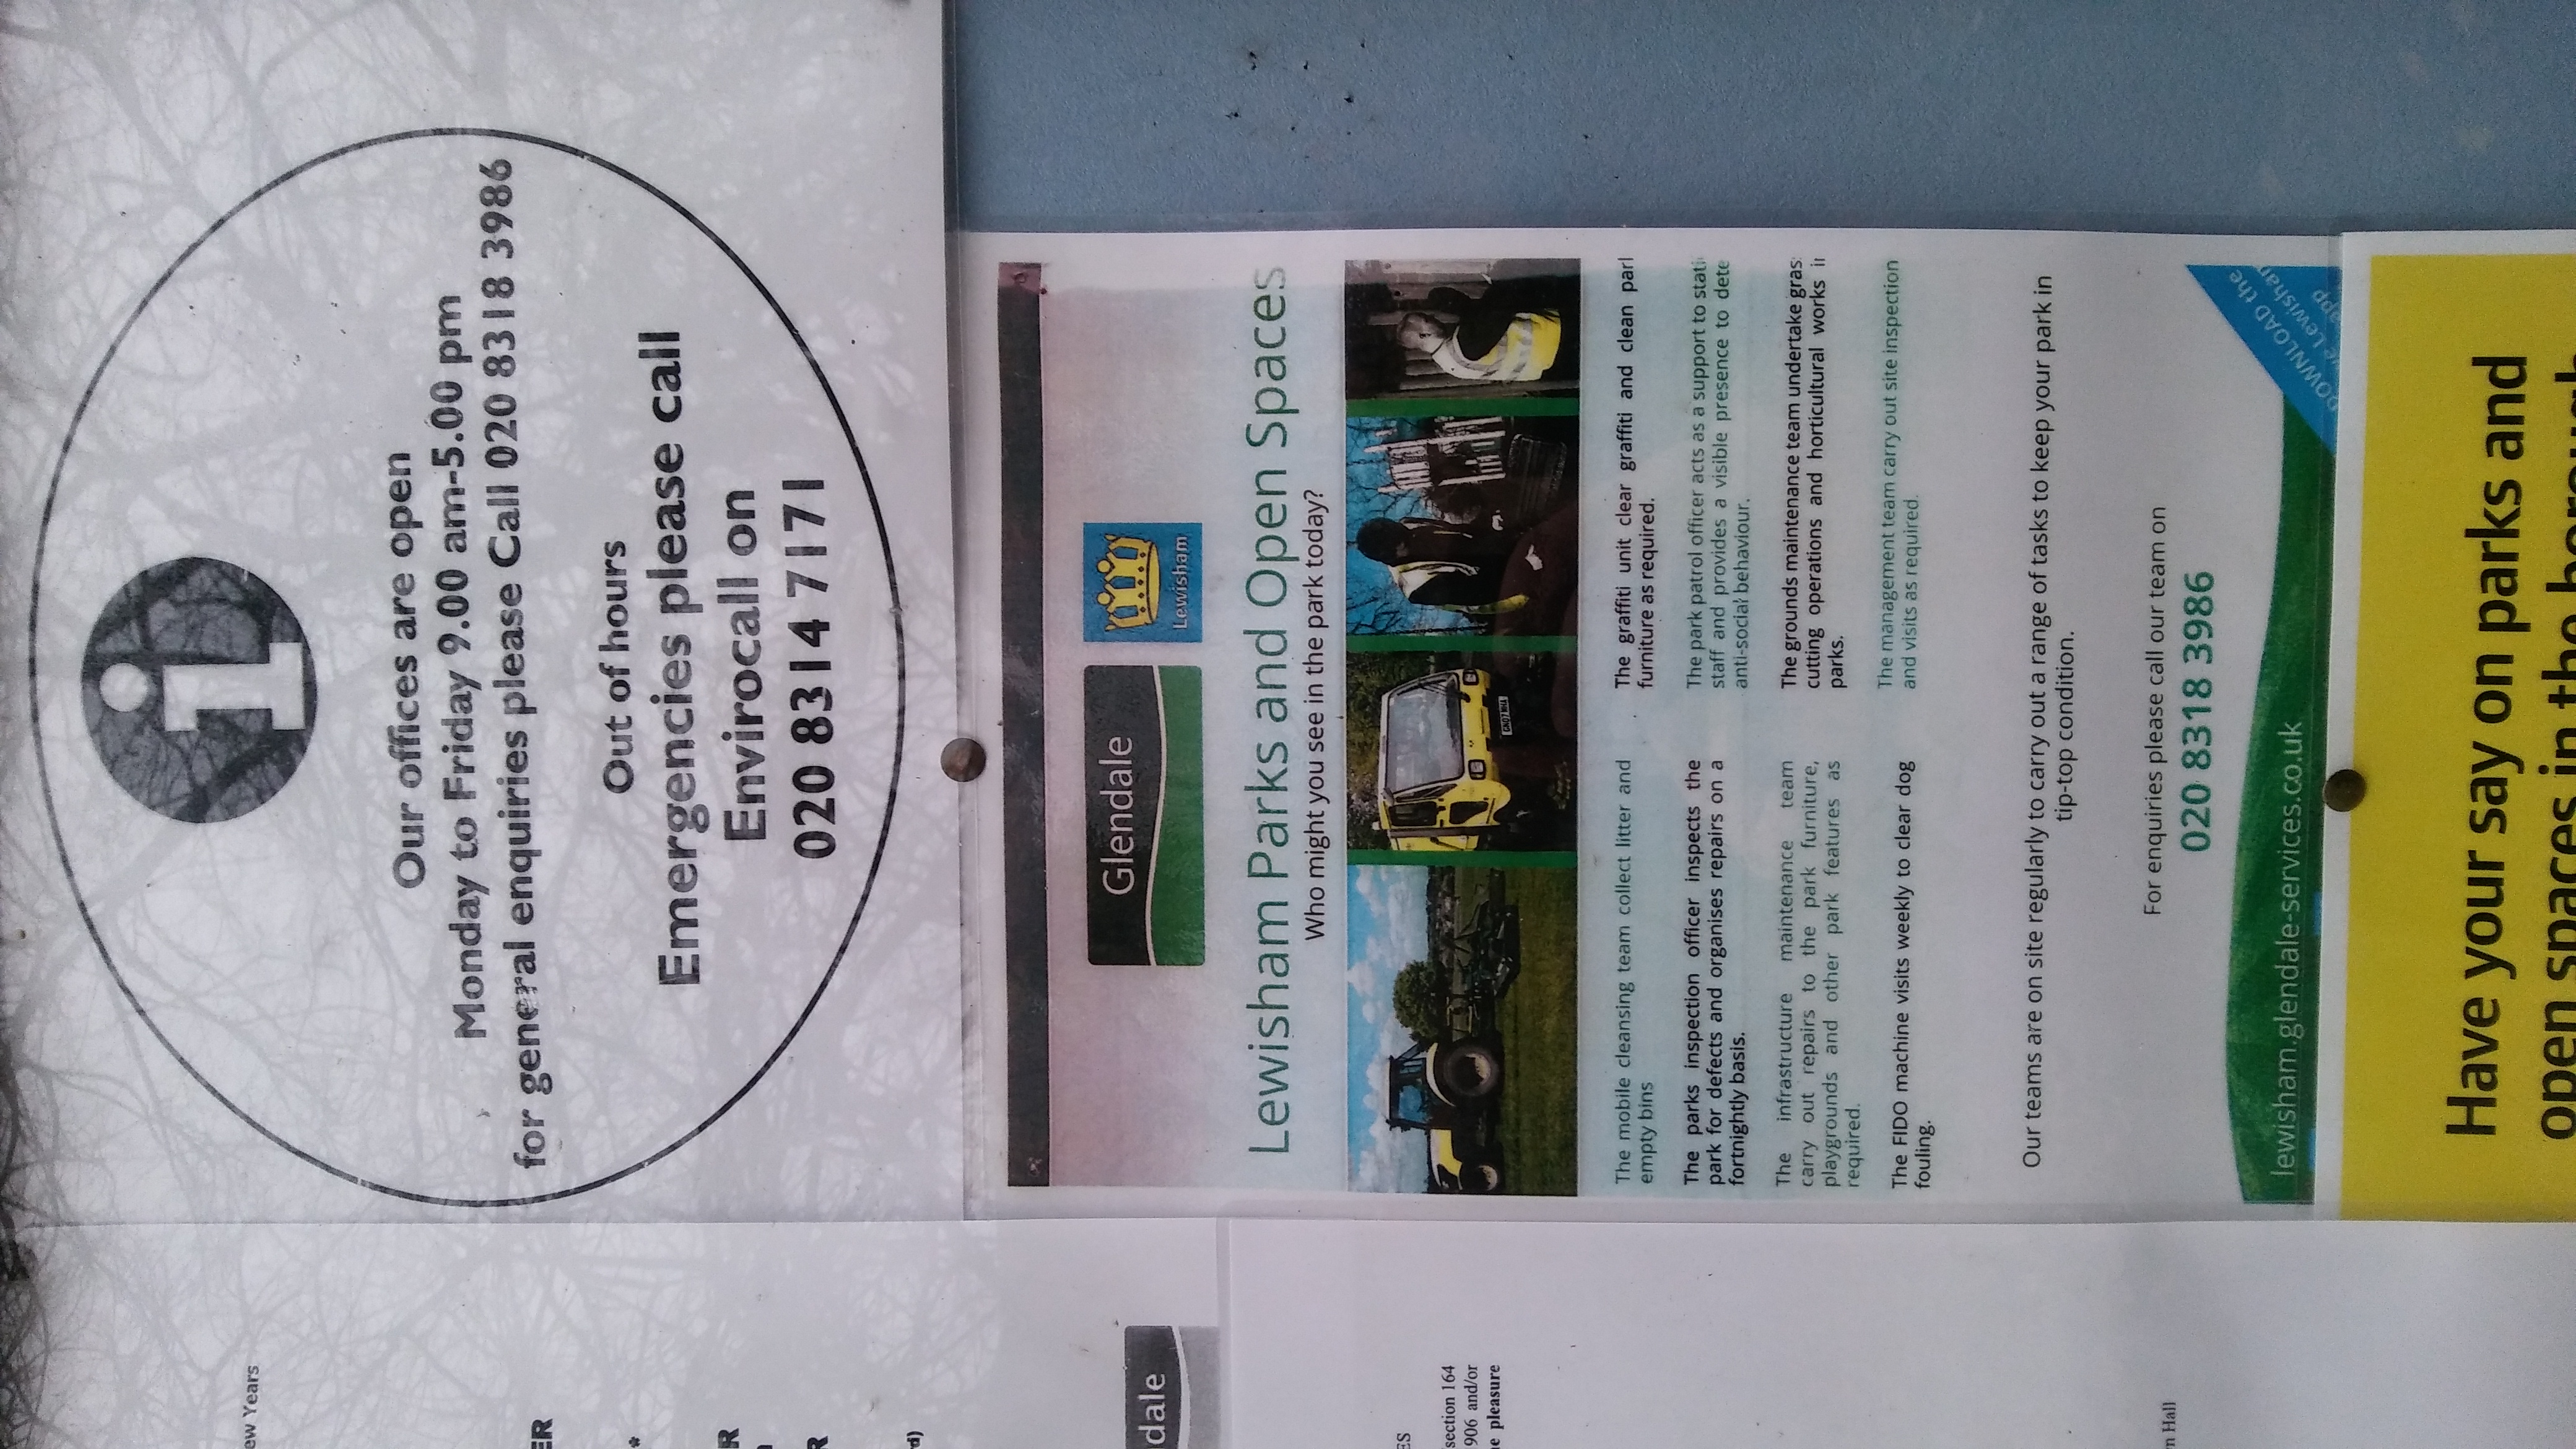 ew Years
ER
*
R
R
rd)
dale
ES
section 164
906 and/or
e pleasure
n Hall
i
Our offices are open
Monday to Friday 9.00 am-5.00 pm
for general enquiries please Call 020 8318 3986
Out of hours
Emergencies please call
Envirocall on
020 8314 7171
Glendale
Lewisham
Lewisham Parks and Open Spaces
Who might you see in the park today?
GN07 WHA
The mobile cleansing team collect litter and
empty bins
The parks inspection officer inspects the
park for defects and organises repairs on a
fortnightly basis.
The infrastructure maintenance team
carry out repairs to the park furniture,
playgrounds and other park features as
required.
The FIDO machine visits weekly to clear dog
fouling.
The graffiti unit clear graffiti and clean parl
furniture as required.
The park patrol officer acts as a support to stati
staff and provides a visible presence to dete
anti-social behaviour.
The grounds maintenance team undertake gras
cutting operations and horticultural works in
parks.
The management team carry out site inspection
and visits as required.
Our teams are on site regularly to carry out a range of tasks to keep your park in
tip-top condition.
For enquiries please call our team on
020 8318 3986
lewisham.glendale-services.co.uk
DOWNLOAD the
ve Lewisham
app
Have your say on parks and
open spaces in the borough